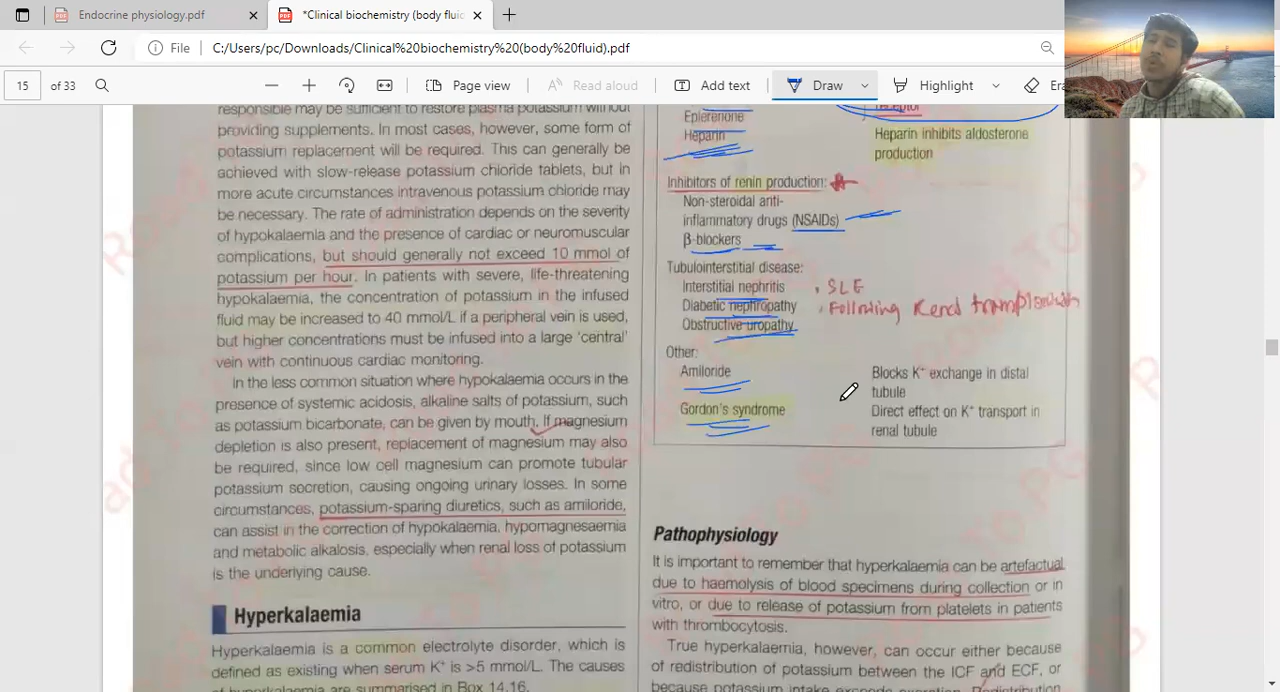 Endocrine physiology.pdf
*Clinical biochemistry (body fluid
File
C:/Users/pc/Downloads/Clinical%20biochemistry%20(body%20fluid).pdf
15 of 33
Page view
Read aloud
Add text
Draw
Highlight
Era
responsible may be sufficient to restore plasma potassium without
providing supplements. In most cases, however, some form of
potassium replacement will be required. This can generally be
achieved with slow-release potassium chloride tablets, but in
more acute circumstances intravenous potassium chloride may
be necessary. The rate of administration depends on the severity
of hypokalaemia and the presence of cardiac or neuromuscular
complications, but should generally not exceed 10 mmol of
potassium per hour. In patients with severe, life-threatening
hypokalaemia, the concentration of potassium in the infused
fluid may be increased to 40 mmol/L if a peripheral vein is used,
but higher concentrations must be infused into a large 'central'
vein with continuous cardiac monitoring.
In the less common situation where hypokalaemia occurs in the
presence of systemic acidosis, alkaline salts of potassium, such
as potassium bicarbonate, can be given by mouth. If magnesium
depletion is also present, replacement of magnesium may also
be required, since low cell magnesium can promote tubular
potassium secretion, causing ongoing urinary losses. In some
circumstances, potassium-sparing diuretics, such as amiloride,
can assist in the correction of hypokalaemia, hypomagnesaemia
and metabolic alkalosis, especially when renal loss of potassium
is the underlying cause.
Hyperkalaemia
Hyperkalaemia is a common electrolyte disorder, which is
defined as existing when serum K⁺ is >5 mmol/L. The causes
of hyperkalaemia are summarised in Box 14.16.
Eplerenone
receptor
Heparin
Heparin inhibits aldosterone
production
Inhibitors of renin production:
Non-steroidal anti-
inflammatory drugs (NSAIDs)
β-blockers
Tubulointerstitial disease:
Interstitial nephritis
. SLE
Diabetic nephropathy
. Following
Obstructive uropathy
Other:
Amiloride
Blocks K⁺ exchange in distal
tubule
Gordon's syndrome
Direct effect on K⁺ transport in
renal tubule
Pathophysiology
It is important to remember that hyperkalaemia can be artefactual
due to haemolysis of blood specimens during collection or in
vitro, or due to release of potassium from platelets in patients
with thrombocytosis.
True hyperkalaemia, however, can occur either because
of redistribution of potassium between the ICF and ECF, or
because potassium intake exceeds excretion. Redistribution